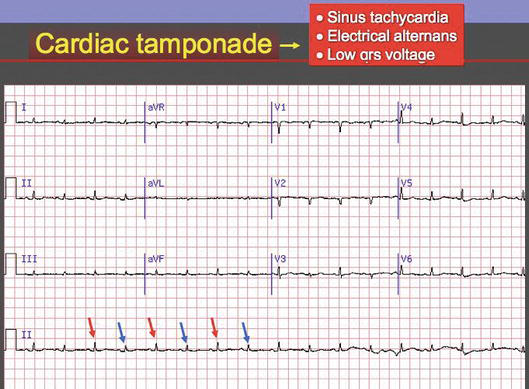 Cardiac tamponade →
• Sinus tachycardia
• Electrical alternans
• Low qrs voltage
I aVR V1 V4
II aVL V2 V5
III aVF V3 V6
II